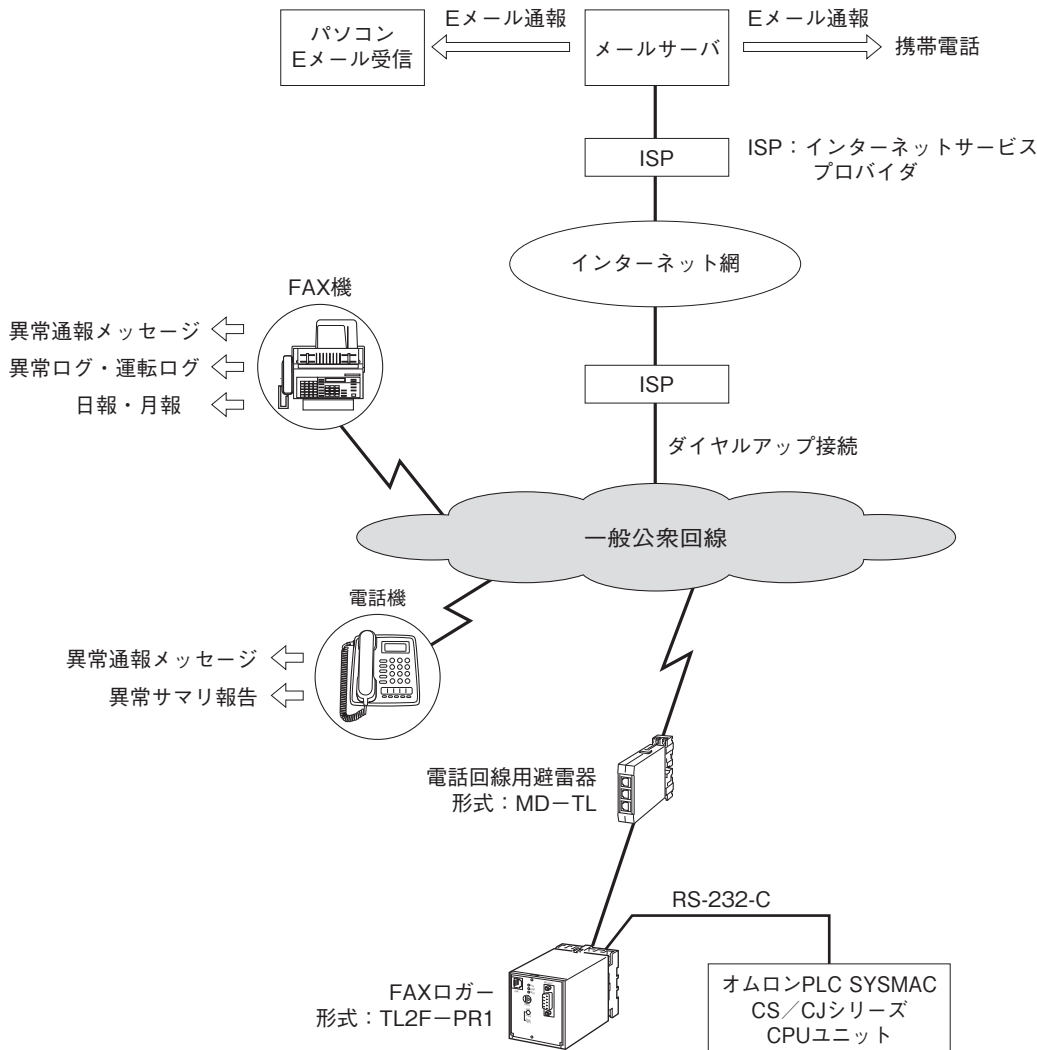 パソコン
Eメール受信
Eメール通報
メールサーバ
Eメール通報
携帯電話
ISP
ISP：インターネットサービス
プロバイダ
インターネット網
FAX機
異常通報メッセージ
異常ログ・運転ログ
日報・月報
ISP
ダイヤルアップ接続
一般公衆回線
電話機
異常通報メッセージ
異常サマリ報告
電話回線用避雷器
形式：MD－TL
RS-232-C
FAXロガー
形式：TL2F－PR1
オムロンPLC SYSMAC
CS／CJシリーズ
CPUユニット